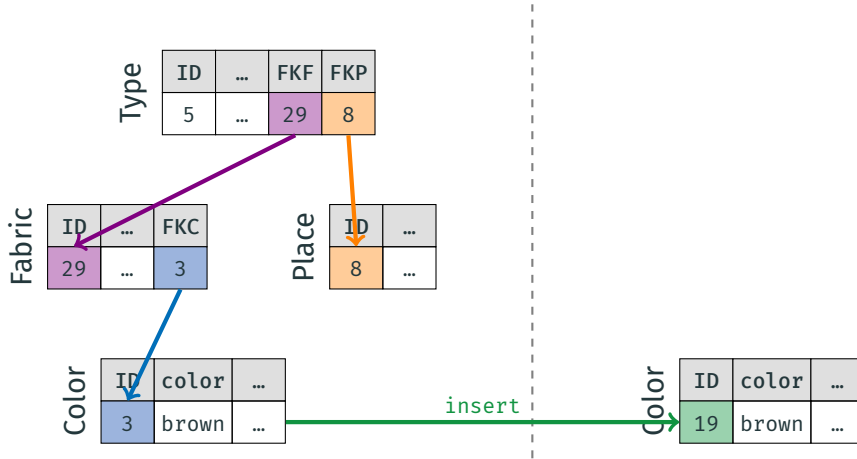 Type
ID … FKF FKP
5 … 29 8
Fabric
ID … FKC
29 … 3
Place
ID …
8 …
Color
ID color …
3 brown …
insert
Color
ID color …
19 brown …